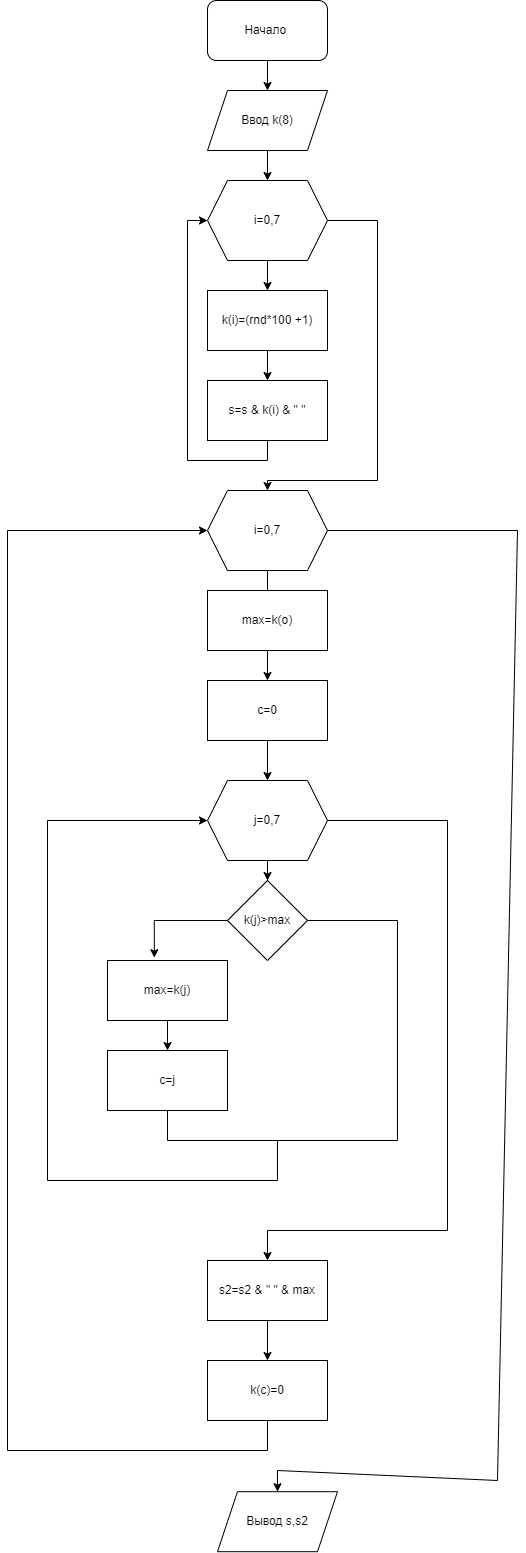 Начало
Ввод k(8)
i=0,7
k(i)=(rnd*100 +1)
s=s & k(i) & " "
i=0,7
max=k(o)
c=0
j=0,7
k(j)>max
max=k(j)
c=j
s2=s2 & " " & max
k(c)=0
Вывод s,s2